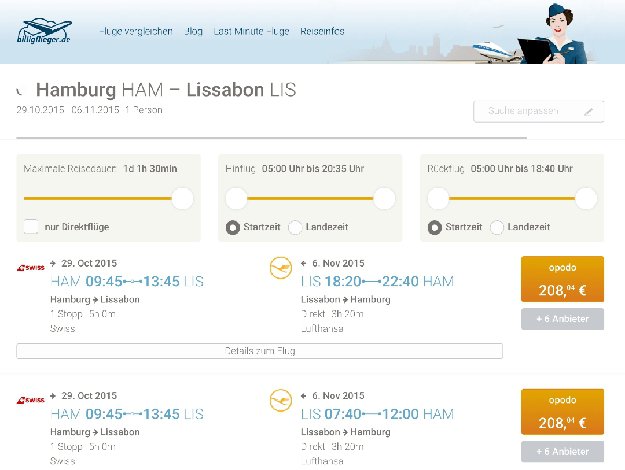 billigflieger.de
Flüge vergleichen Blog Last Minute Flüge Reiseinfos
Hamburg HAM – Lissabon LIS
29.10.2015 - 06.11.2015 · 1 Person
Suche anpassen
Maximale Reisedauer: 1d 1h 30min
nur Direktflüge
Hinflug: 05:00 Uhr bis 20:35 Uhr
Startzeit Landezeit
Rückflug: 05:00 Uhr bis 18:40 Uhr
Startzeit Landezeit
swiss
29. Oct 2015
HAM 09:45 13:45 LIS
Hamburg → Lissabon
1 Stopp · 5h 0m
Swiss
6. Nov 2015
LIS 18:20 22:40 HAM
Lissabon → Hamburg
Direkt · 3h 20m
Lufthansa
opodo
208,04 €
+ 6 Anbieter
Details zum Flug
swiss
29. Oct 2015
HAM 09:45 13:45 LIS
Hamburg → Lissabon
1 Stopp · 5h 0m
Swiss
6. Nov 2015
LIS 07:40 12:00 HAM
Lissabon → Hamburg
Direkt · 3h 20m
Lufthansa
opodo
208,04 €
+ 6 Anbieter